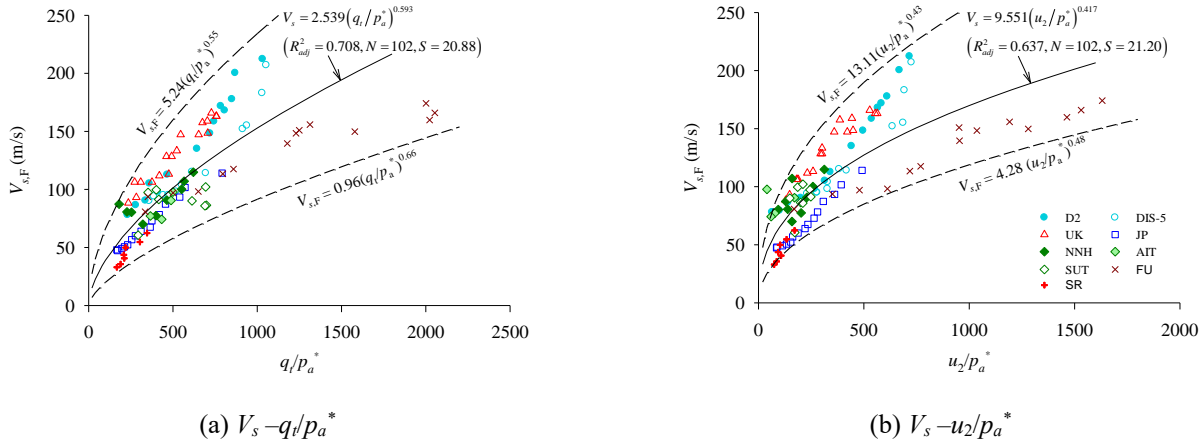 V_s = 2.539(q_t/p_a^*)^0.593
(R²_adj = 0.708, N = 102, S = 20.88)
V_s,F = 5.24(q_t/p_a^*)^0.55
V_s,F = 0.96(q_t/p_a^*)^0.66
V_s,F (m/s)
250
200
150
100
50
0
0 500 1000 1500 2000 2500
q_t/p_a^*
(a) V_s –q_t/p_a^*
V_s = 9.551(u_2/p_a^*)^0.417
(R²_adj = 0.637, N = 102, S = 21.20)
V_s,F = 13.11(u_2/p_a^*)^0.43
V_s,F = 4.28 (u_2/p_a^*)^0.48
V_s,F (m/s)
250
200
150
100
50
0
0 500 1000 1500 2000
D2 DIS-5
UK JP
NNH AIT
SUT FU
SR
u_2/p_a^*
(b) V_s –u_2/p_a^*